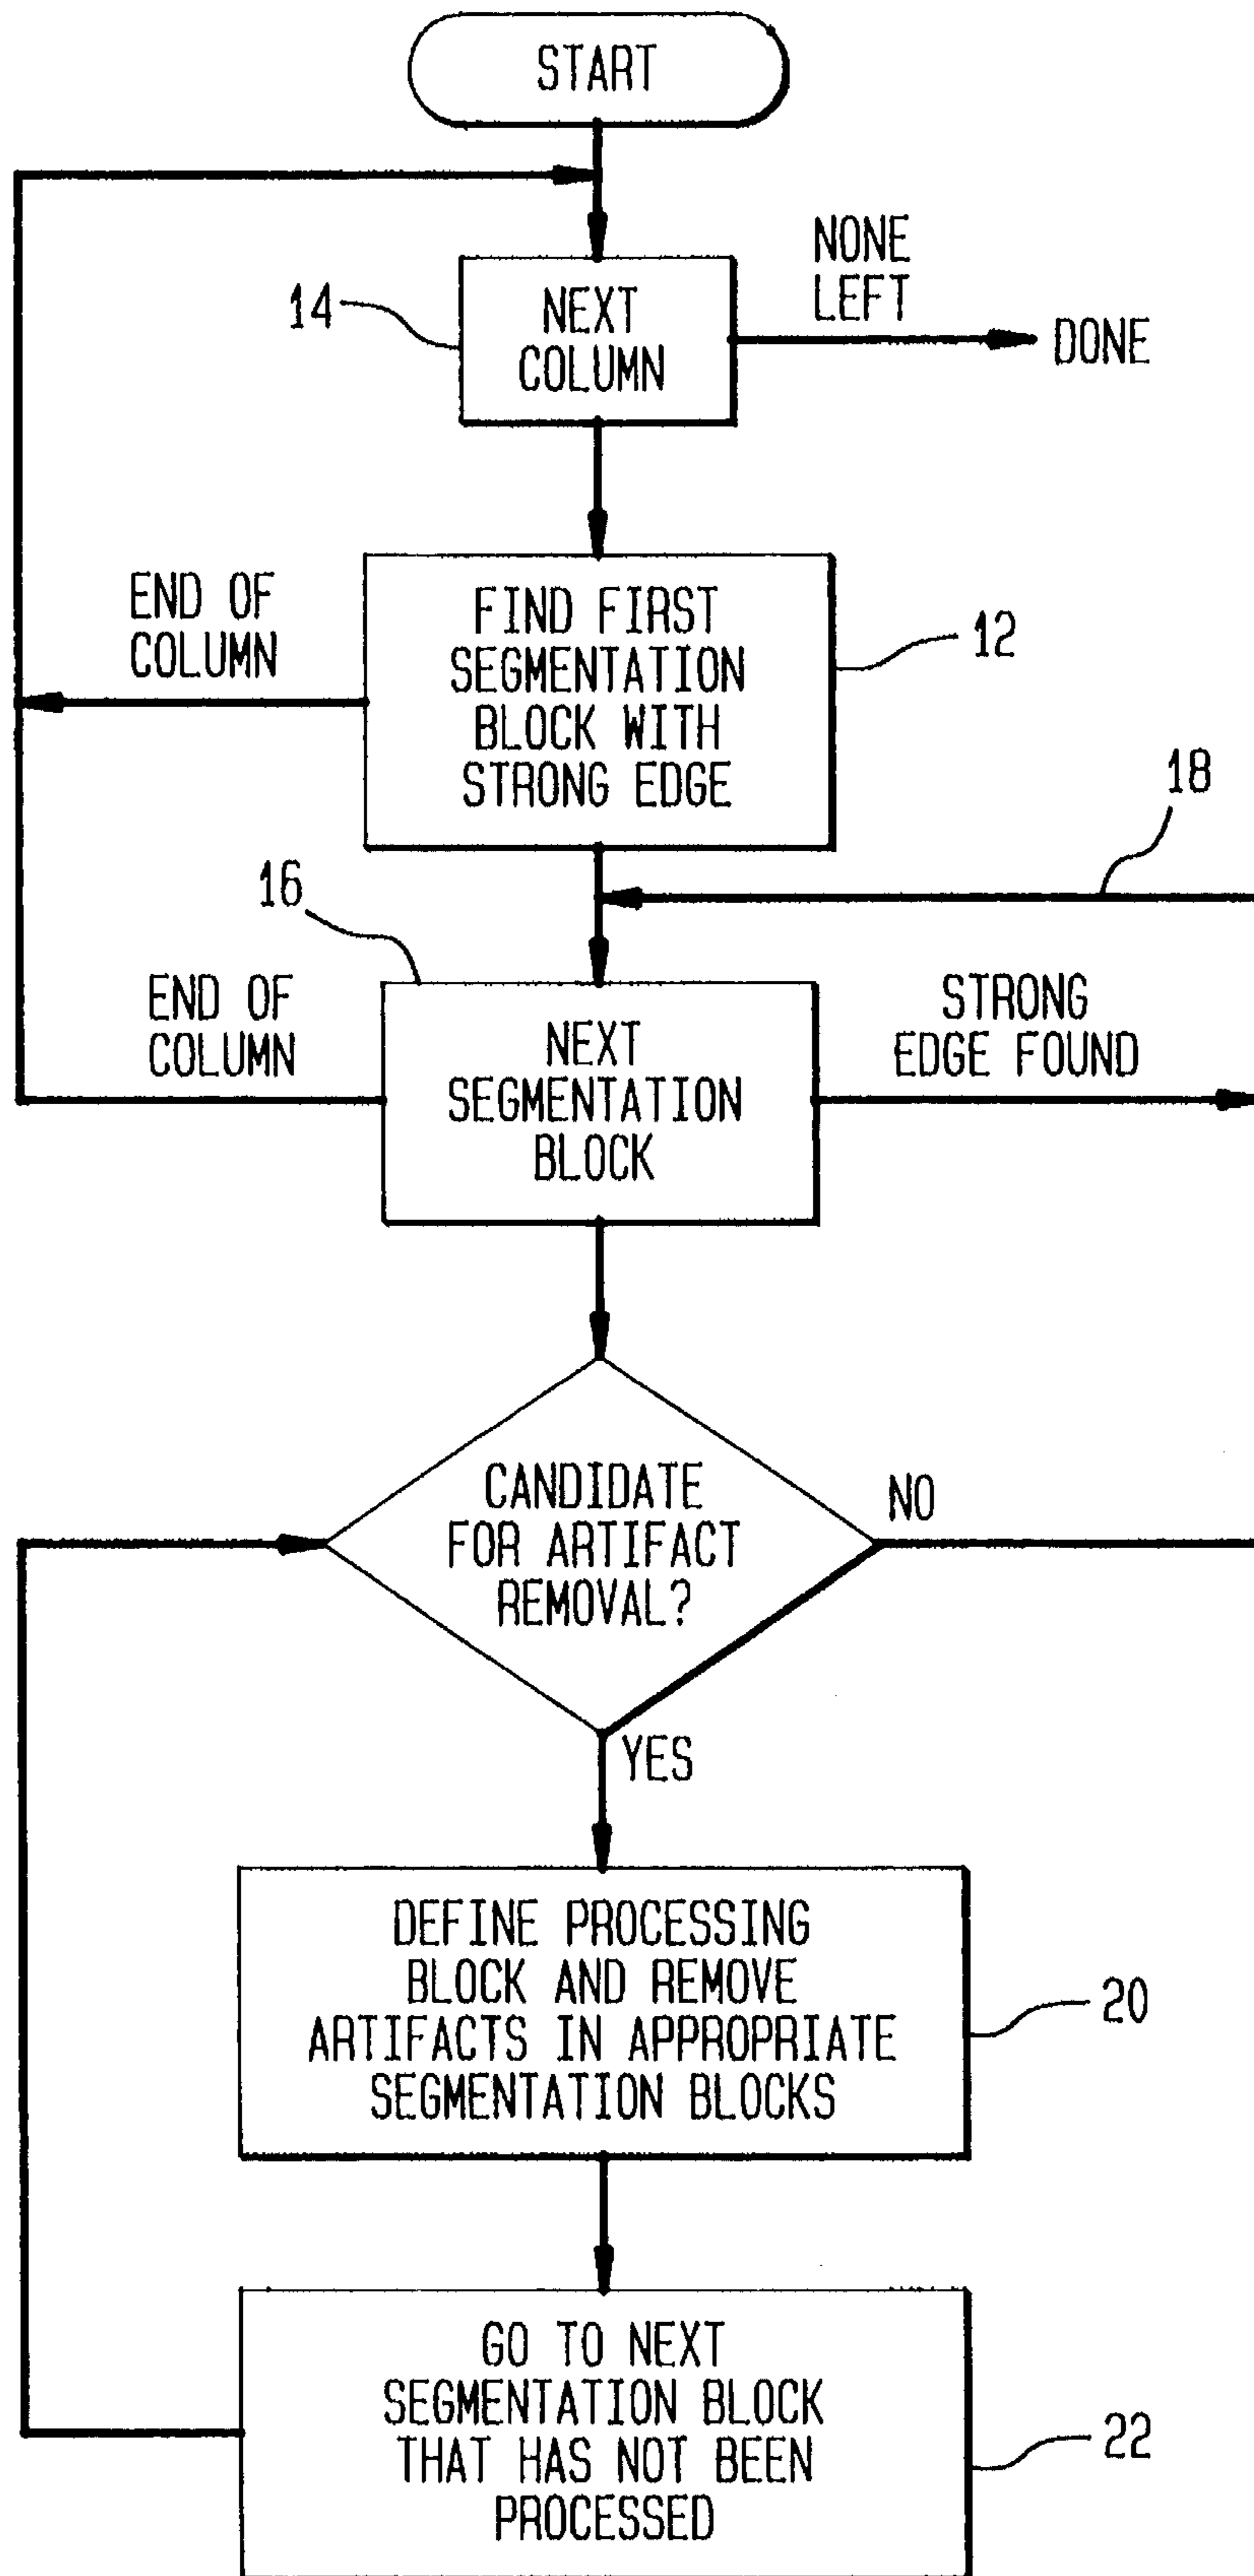 START
NONE
LEFT
14
NEXT
COLUMN
DONE
END OF
COLUMN
FIND FIRST
SEGMENTATION
BLOCK WITH
STRONG EDGE
12
18
16
END OF
COLUMN
NEXT
SEGMENTATION
BLOCK
STRONG
EDGE FOUND
CANDIDATE
FOR ARTIFACT
REMOVAL?
NO
YES
DEFINE PROCESSING
BLOCK AND REMOVE
ARTIFACTS IN APPROPRIATE
SEGMENTATION BLOCKS
20
GO TO NEXT
SEGMENTATION BLOCK
THAT HAS NOT BEEN
PROCESSED
22